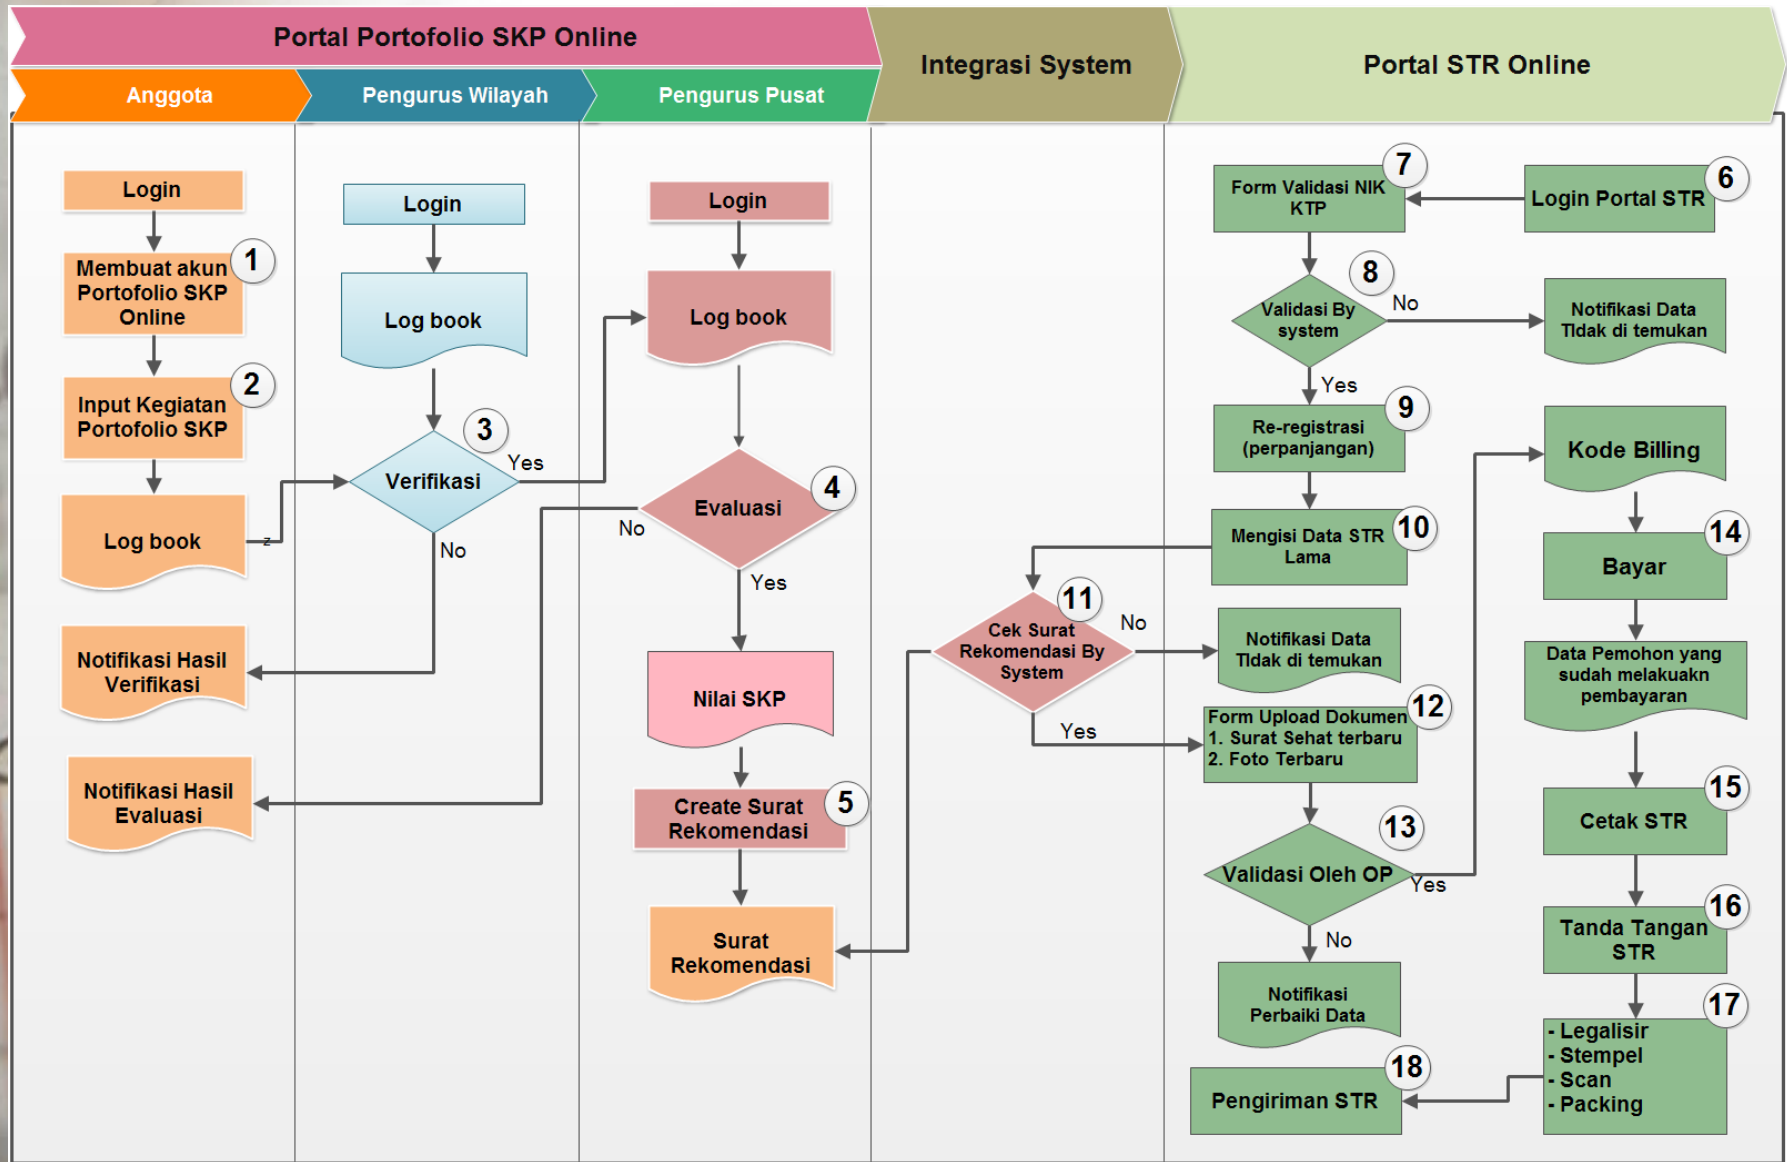 Portal Portofolio SKP Online
Integrasi System
Portal STR Online
Anggota
Pengurus Wilayah
Pengurus Pusat
Login
1
Membuat akun
Portofolio SKP
Online
2
Input Kegiatan
Portofolio SKP
Log book
z
Notifikasi Hasil
Verifikasi
Notifikasi Hasil
Evaluasi
Login
Log book
3
Verifikasi
Yes
No
Login
Log book
4
Evaluasi
No
Yes
Nilai SKP
5
Create Surat
Rekomendasi
Surat
Rekomendasi
11
Cek Surat
Rekomendasi By
System
No
Yes
6
Login Portal STR
7
Form Validasi NIK
KTP
8
Validasi By
system
No
Notifikasi Data
TIdak di temukan
Yes
9
Re-registrasi
(perpanjangan)
10
Mengisi Data STR
Lama
Notifikasi Data
TIdak di temukan
12
Form Upload Dokumen
1. Surat Sehat terbaru
2. Foto Terbaru
13
Validasi Oleh OP
Yes
No
Notifikasi
Perbaiki Data
Kode Billing
14
Bayar
Data Pemohon yang
sudah melakuakn
pembayaran
15
Cetak STR
16
Tanda Tangan
STR
17
- Legalisir
- Stempel
- Scan
- Packing
18
Pengiriman STR